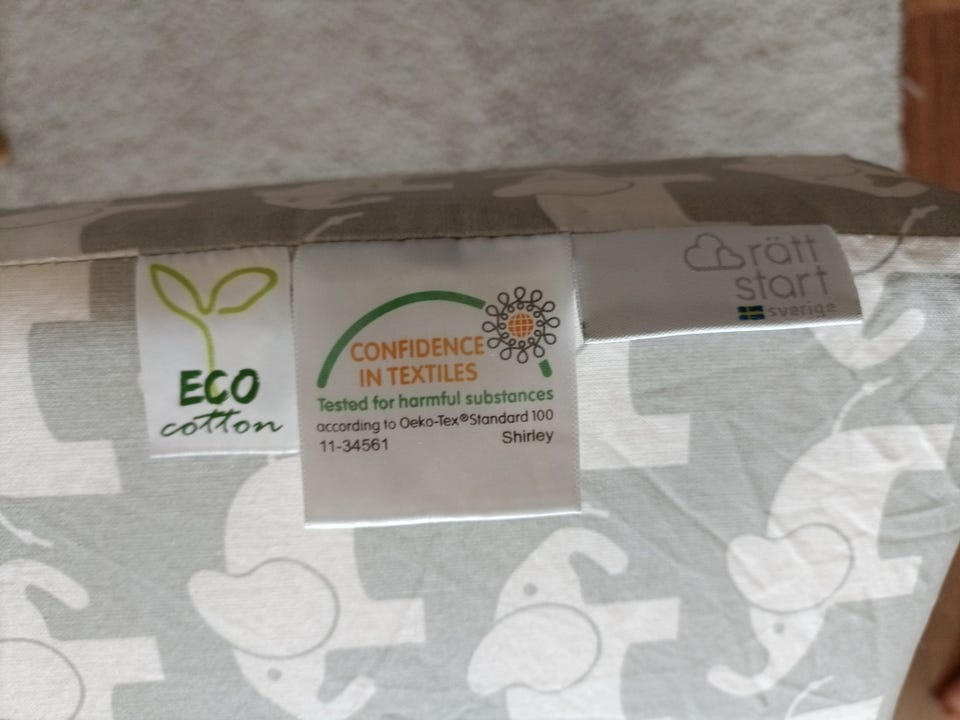 ECO
cotton
CONFIDENCE
IN TEXTILES
Tested for harmful substances
according to Oeko-Tex®Standard 100
11-34561 Shirley
rätt
start
sverige